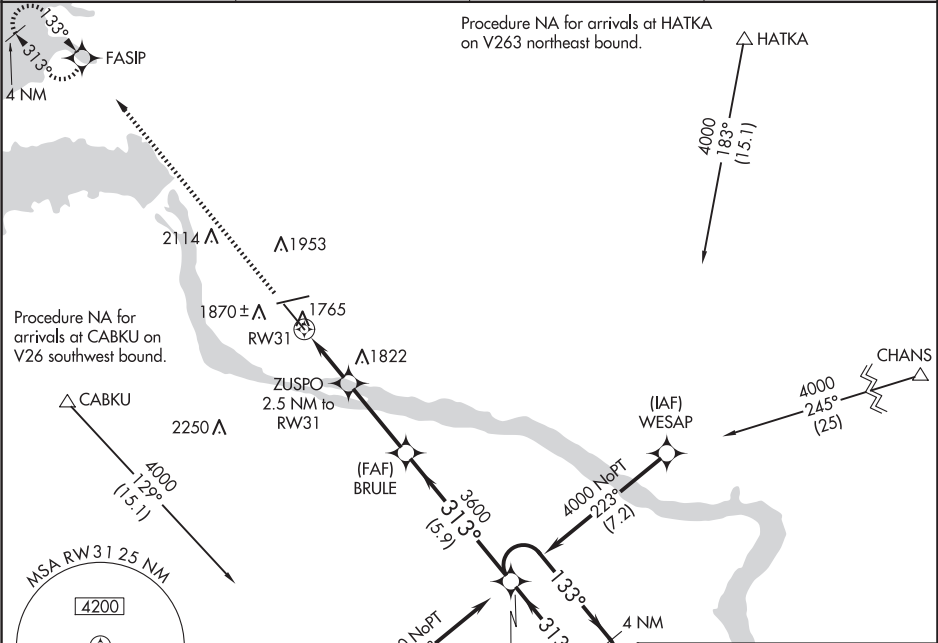 133°
313°
4 NM
FASIP
Procedure NA for arrivals at HATKA
on V263 northeast bound.
HATKA
4000
183°
(15.1)
2114
1953
1870 ±
1765
RW31
Procedure NA for
arrivals at CABKU on
V26 southwest bound.
1822
CHANS
ZUSPO
2.5 NM to
RW31
4000
245°
(25)
CABKU
2250
(IAF)
WESAP
(FAF)
BRULE
4000
129°
(15.1)
3600
313°
(5.9)
4000 NoPT
223°
(7.2)
MSA RW31 25 NM
4200
133°
4 NM
NoPT
N